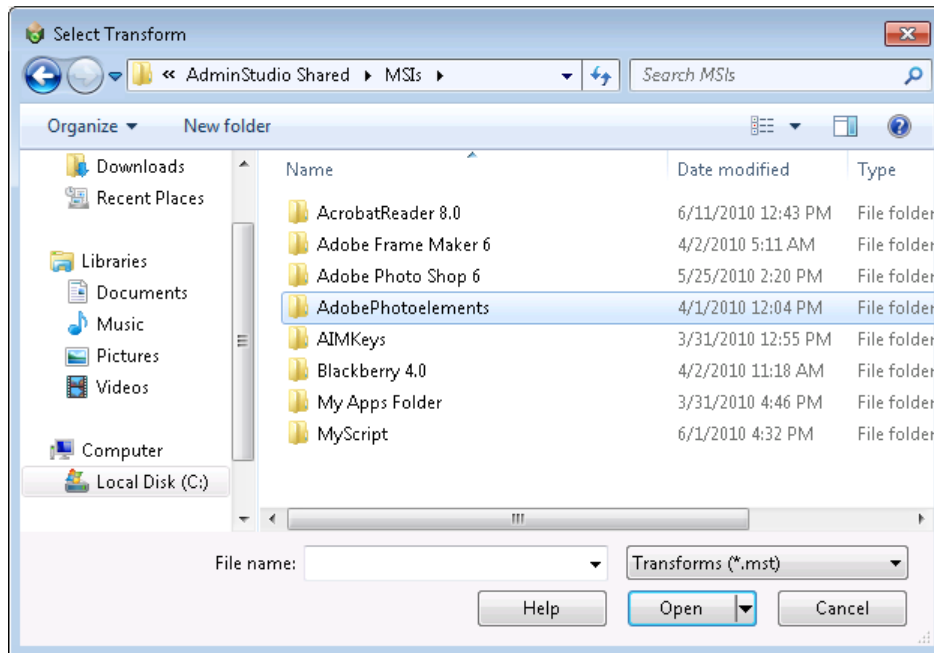 Select Transform
« AdminStudio Shared ▸ MSIs ▸ Search MSIs
Organize ▾ New folder
Downloads
Recent Places
Libraries
Documents
Music
Pictures
Videos
Computer
Local Disk (C:)
Name Date modified Type
AcrobatReader 8.0 6/11/2010 12:43 PM File folder
Adobe Frame Maker 6 4/2/2010 5:11 AM File folder
Adobe Photo Shop 6 5/25/2010 2:20 PM File folder
AdobePhotoelements 4/1/2010 12:04 PM File folder
AIMKeys 3/31/2010 12:55 PM File folder
Blackberry 4.0 4/2/2010 11:18 AM File folder
My Apps Folder 3/31/2010 4:46 PM File folder
MyScript 6/1/2010 4:32 PM File folder
File name: Transforms (*.mst)
Help Open Cancel